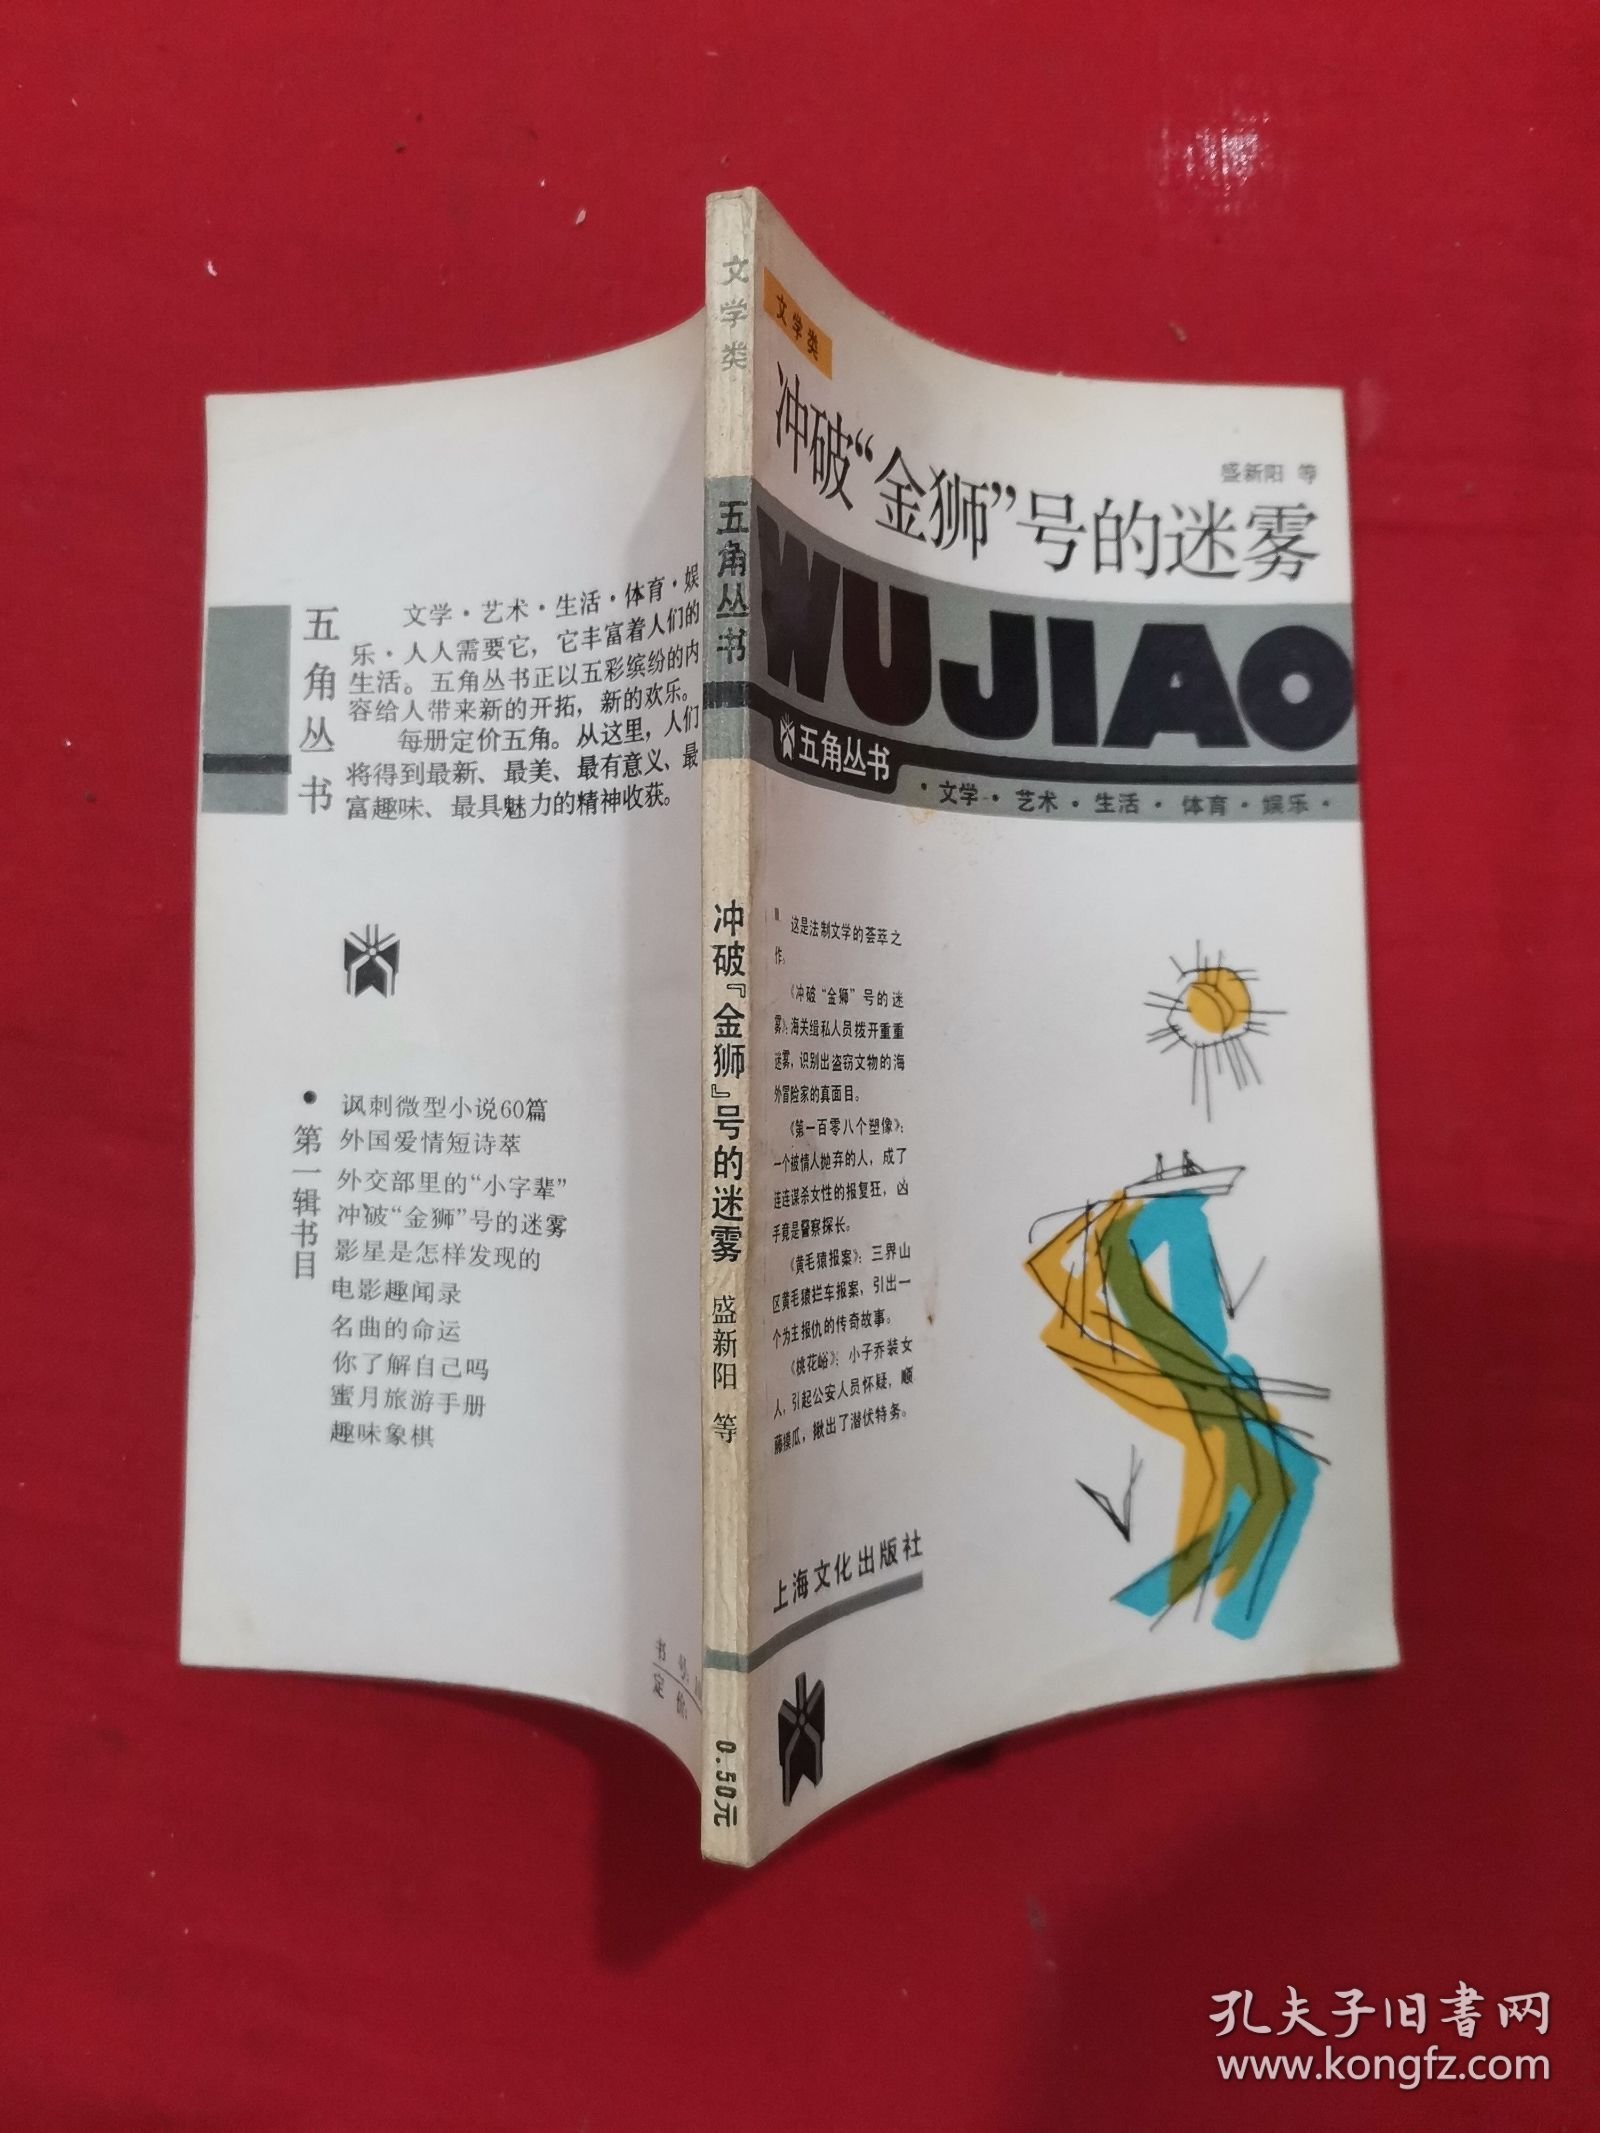 五角丛书
文学·艺术·生活·体育·娱
乐·人人需要它，它丰富着人们的
生活。五角丛书正以五彩缤纷的内
容给人带来新的开拓，新的欢乐。
每册定价五角。从这里，人们
将得到最新、最美、最有意义、最
富趣味、最具魅力的精神收获。
•第一辑书目
讽刺微型小说60篇
外国爱情短诗萃
外交部里的“小字辈”
冲破“金狮”号的迷雾
影星是怎样发现的
电影趣闻录
名曲的命运
你了解自己吗
蜜月旅游手册
趣味象棋
书号：
定价：
文学类
五角丛书
冲破『金狮』号的迷雾
盛新阳 等
0.50元
文学类
盛新阳 等
冲破“金狮”号的迷雾
WUJIAO
五角丛书
·文学·艺术·生活·体育·娱乐·
这是法制文学的荟萃之
作。
《冲破“金狮”号的迷
雾》：海关缉私人员拨开重重
迷雾，识别出盗窃文物的海
外冒险家的真面目。
《第一百零八个塑像》：
一个被情人抛弃的人，成了
连连谋杀女性的报复狂，凶
手竟是警察探长。
《黄毛猿报案》：三界山
区黄毛猿拦车报案，引出一
个为主报仇的传奇故事。
《桃花峪》：小子乔装女
人，引起公安人员怀疑，顺
藤摸瓜，揪出了潜伏特务。
上海文化出版社
孔夫子旧书网
www.kongfz.com